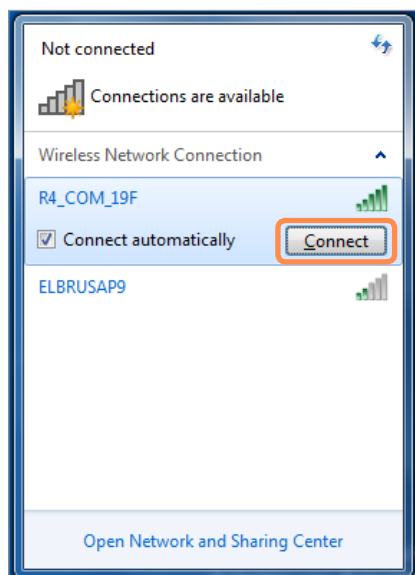 Not connected
Connections are available
Wireless Network Connection
R4_COM_19F
Connect automatically
Connect
ELBRUSAP9
Open Network and Sharing Center